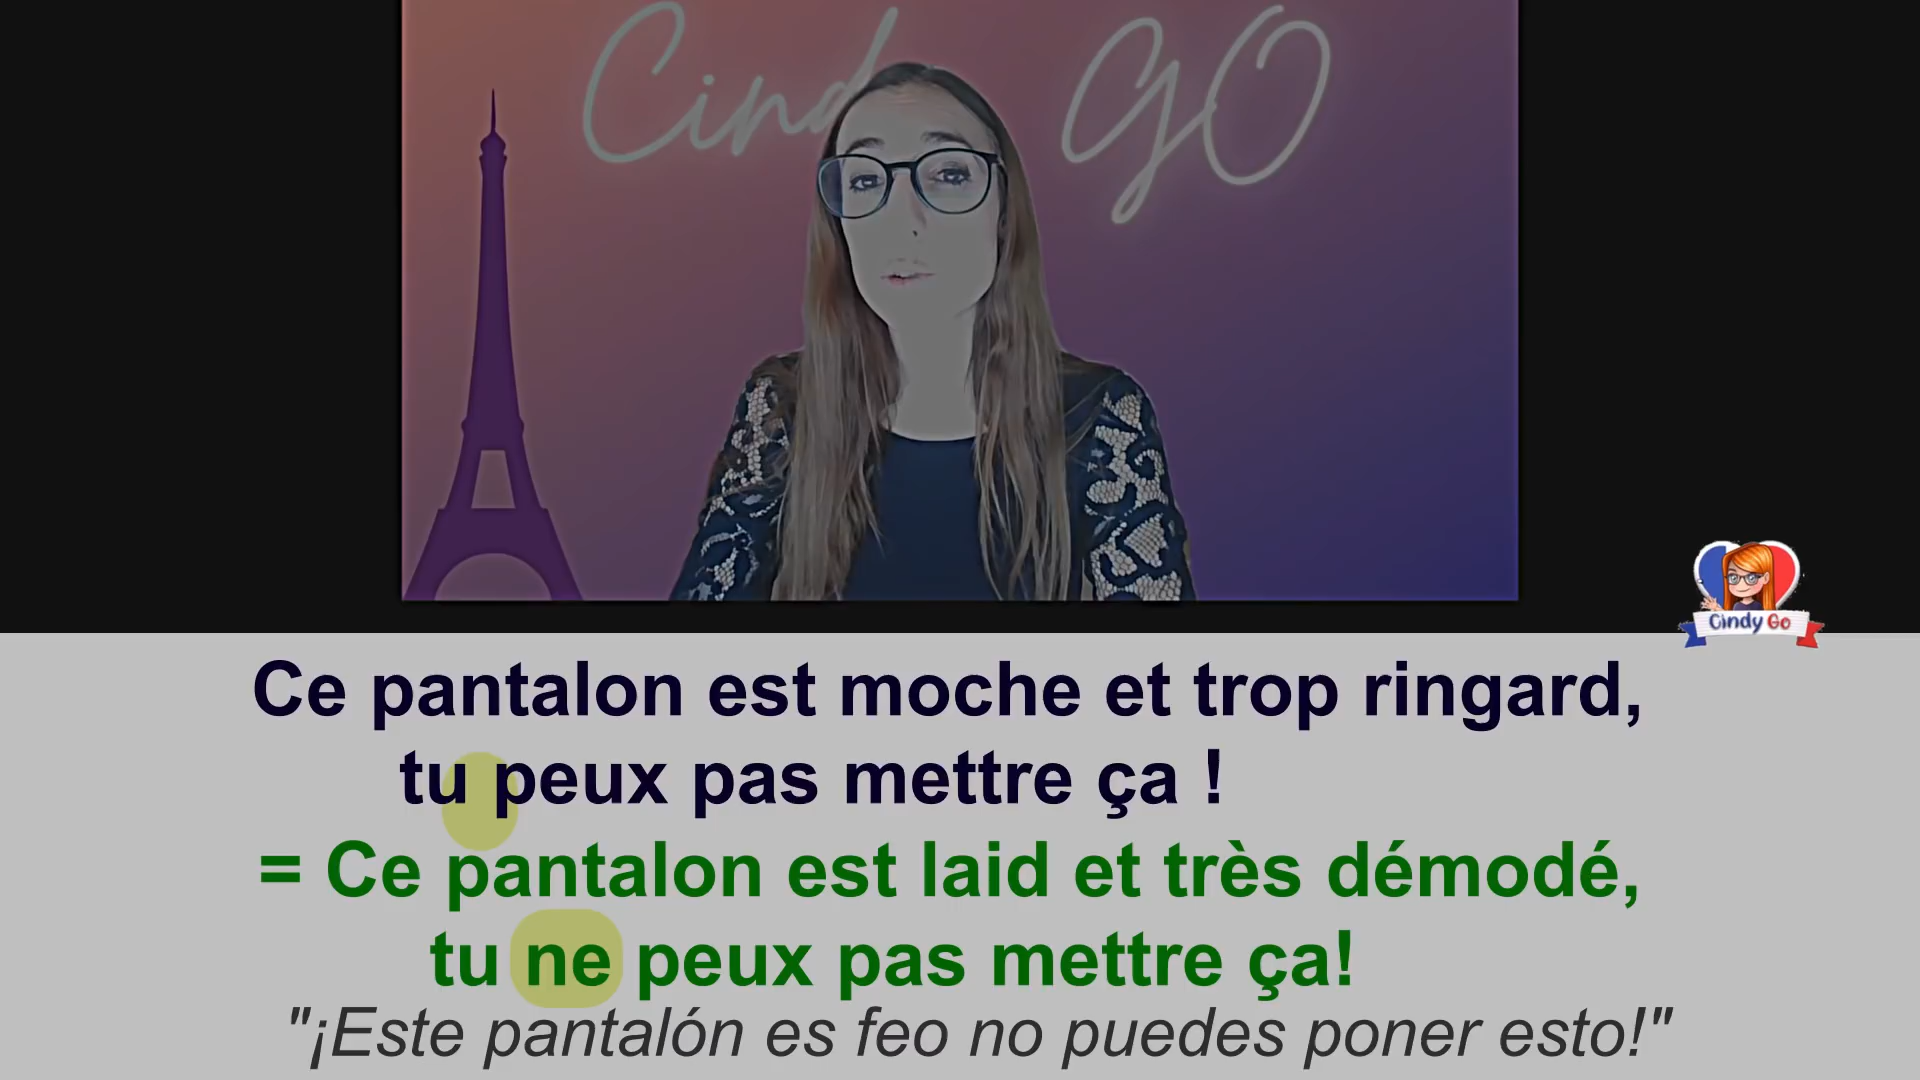 Cindy GO
Cindy Go
Ce pantalon est moche et trop ringard,
tu peux pas mettre ça !
= Ce pantalon est laid et très démodé,
tu ne peux pas mettre ça!
"¡Este pantalón es feo no puedes poner esto!"